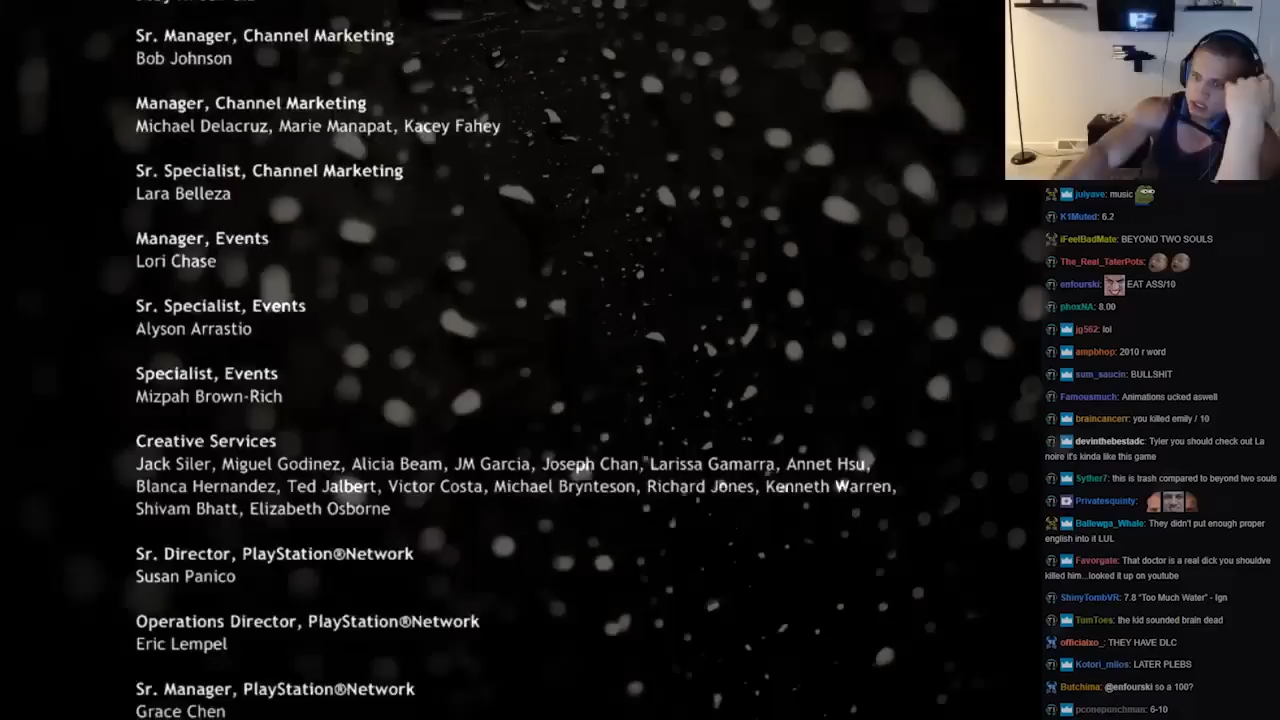 Sr. Manager, Channel Marketing
Bob Johnson
Manager, Channel Marketing
Michael Delacruz, Marie Manapat, Kacey Fahey
Sr. Specialist, Channel Marketing
Lara Belleza
Manager, Events
Lori Chase
Sr. Specialist, Events
Alyson Arrastio
Specialist, Events
Mizpah Brown-Rich
Creative Services
Jack Siler, Miguel Godinez, Alicia Beam, JM Garcia, Joseph Chan, Larissa Gamarra, Annet Hsu,
Blanca Hernandez, Ted Jalbert, Victor Costa, Michael Brynteson, Richard Jones, Kenneth Warren,
Shivam Bhatt, Elizabeth Osborne
Sr. Director, PlayStation®Network
Susan Panico
Operations Director, PlayStation®Network
Eric Lempel
Sr. Manager, PlayStation®Network
Grace Chen
julyave: music
K1Muted: 6.2
iFeelBadMate: BEYOND TWO SOULS
The_Real_TaterPots:
enfourski: EAT ASS/10
phoxNA: 8.00
jg562: lol
ampbhop: 2010 r word
sum_saucin: BULLSHIT
Famousmuch: Animations ucked aswell
braincancerr: you killed emily / 10
devinthebestadc: Tyler you should check out La
noire it's kinda like this game
Syther7: this is trash compared to beyond two souls
Privatesquinty:
Ballewga_Whale: They didn't put enough proper
english into it LUL
Favorgate: That doctor is a real dick you shouldve
killed him...looked it up on youtube
ShinyTombVR: 7.8 "Too Much Water" - Ign
TumToes: the kid sounded brain dead
officialxo_: THEY HAVE DLC
Kotori_miios: LATER PLEBS
Butchima: @enfourski so a 100?
pconepunchman: 6-10